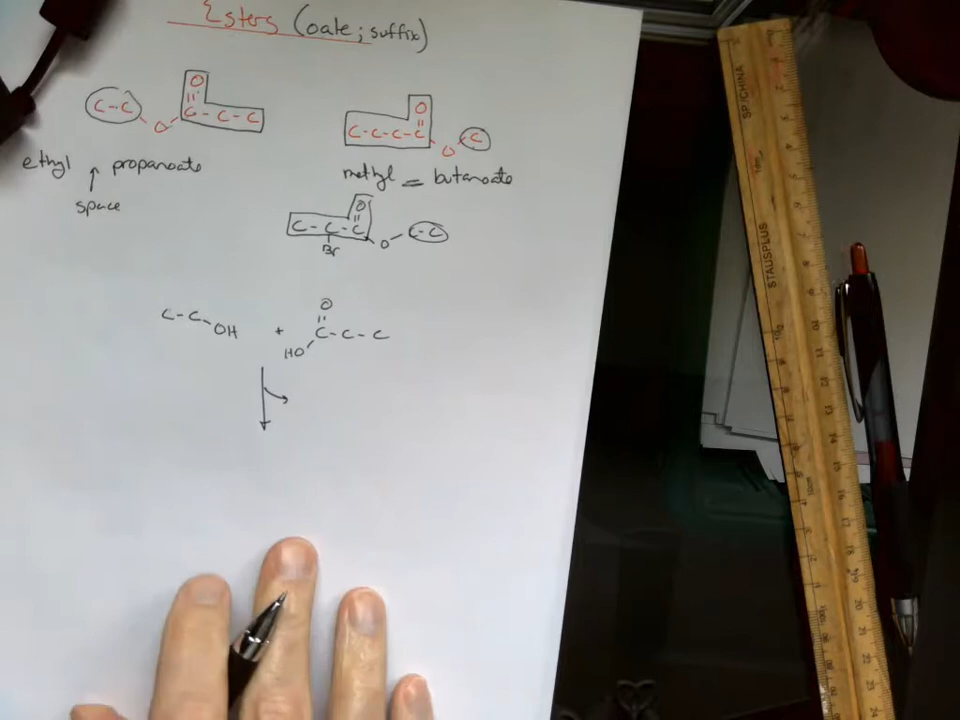 Esters (oate; suffix)
O
C-C O C-C-C
ethyl propanoate
space
O
C-C-C-C O C
methyl = butanoate
O
C-C-C O C-C
Br
C-C-OH + HO C-C-C
O
SP/CHINA
STAUSPLUS